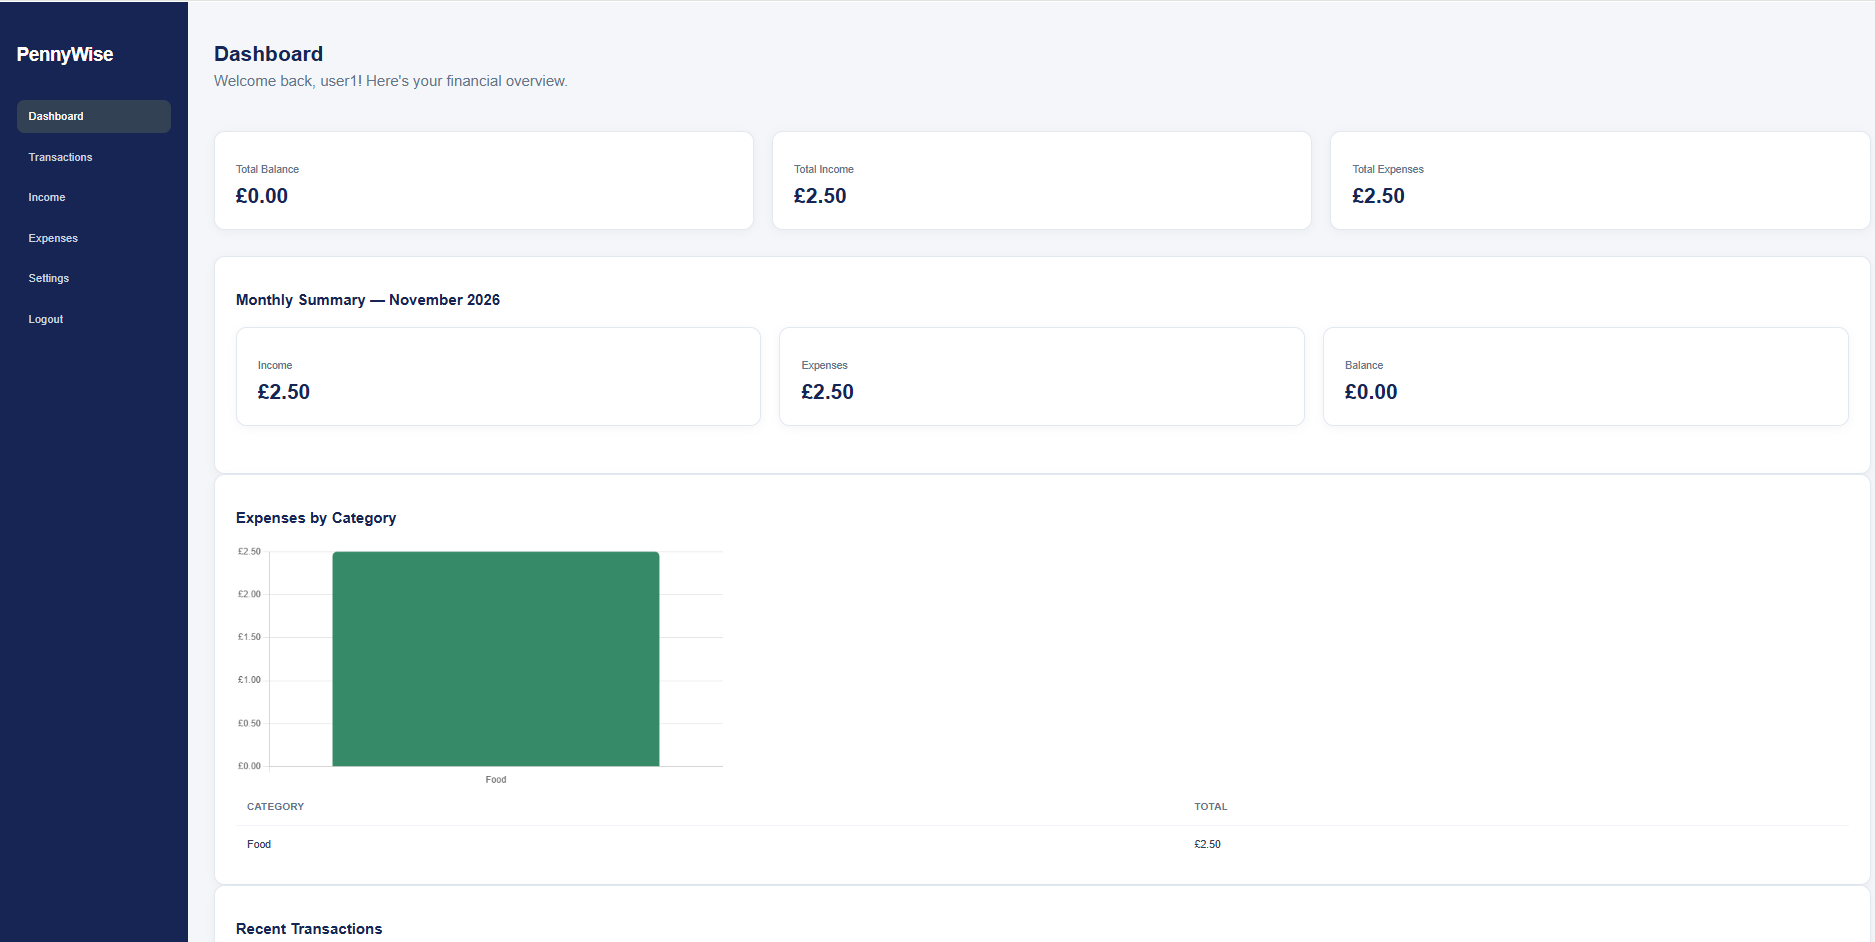 PennyWise
Dashboard
Transactions
Income
Expenses
Settings
Logout
Dashboard
Welcome back, user1! Here's your financial overview.
Total Balance
£0.00
Total Income
£2.50
Total Expenses
£2.50
Monthly Summary — November 2026
Income
£2.50
Expenses
£2.50
Balance
£0.00
Expenses by Category
£2.50
£2.00
£1.50
£1.00
£0.50
£0.00
Food
CATEGORY TOTAL
Food £2.50
Recent Transactions